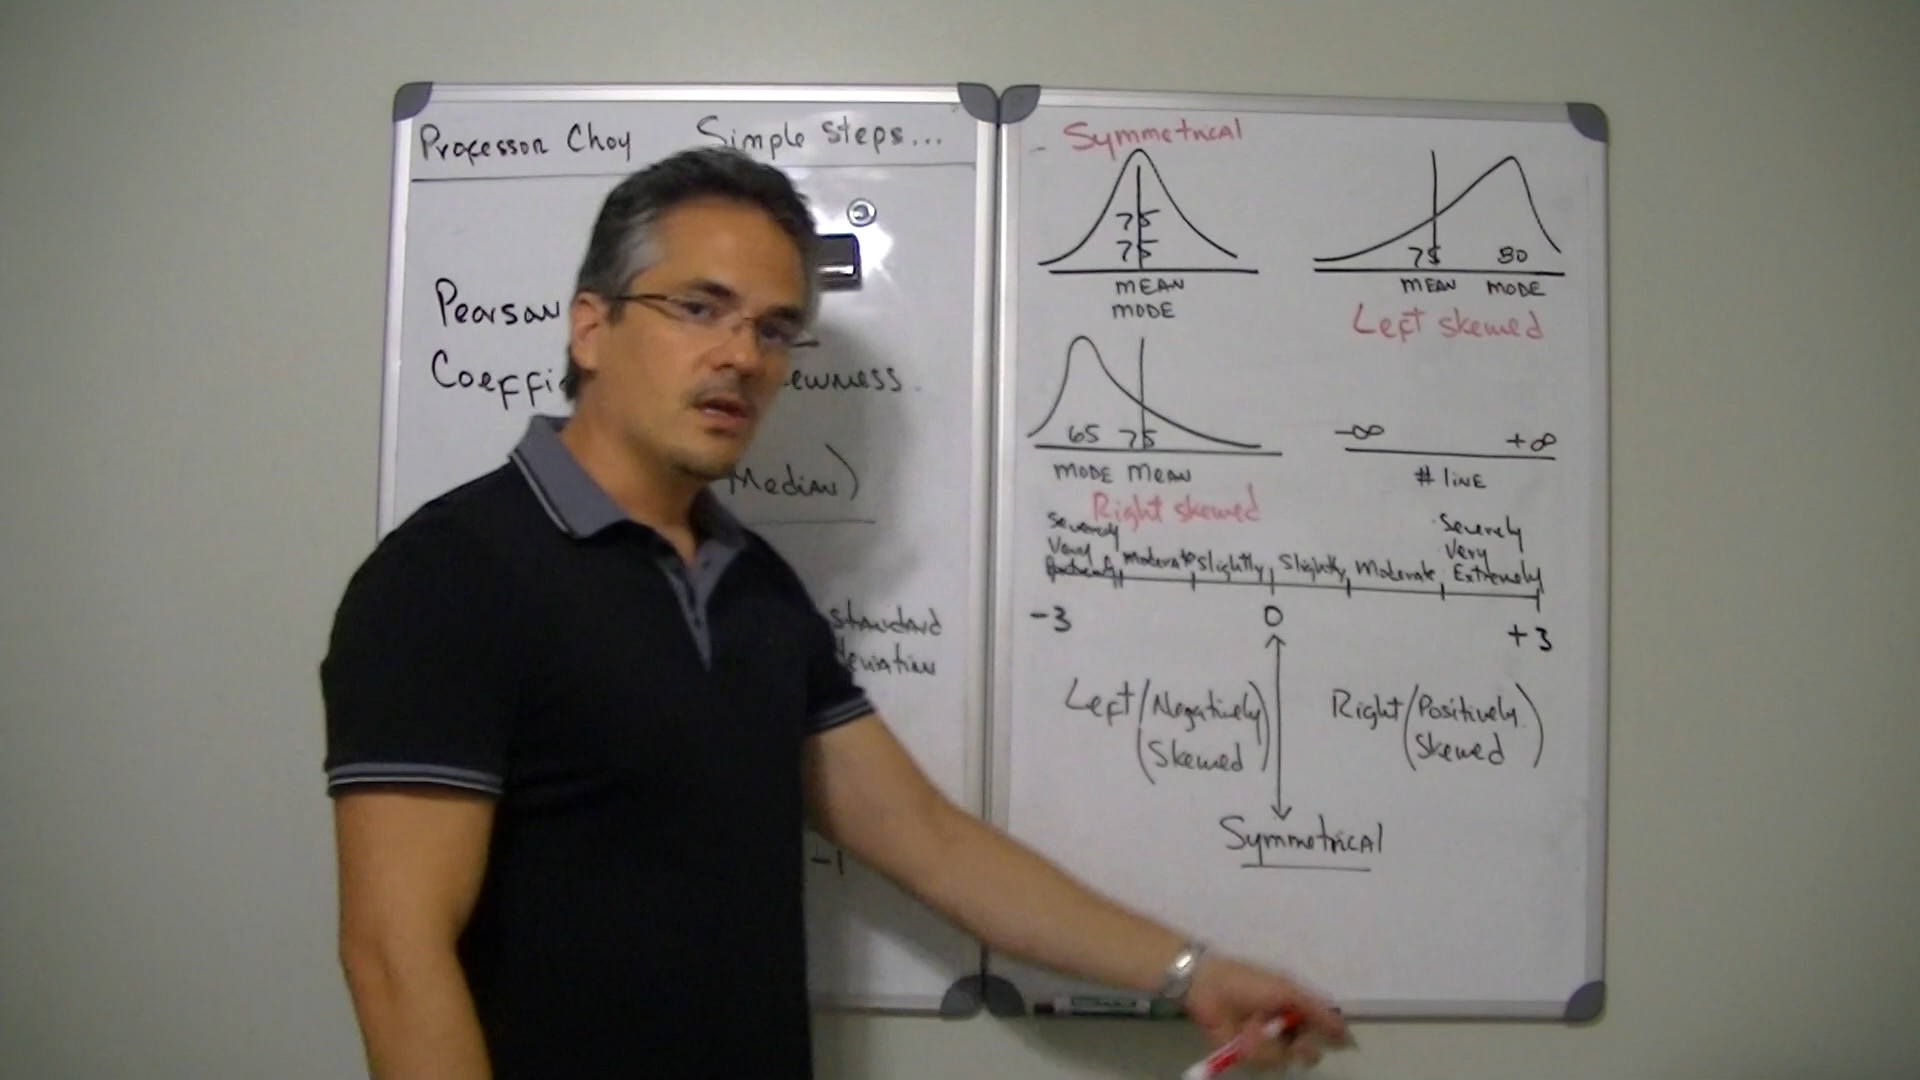 Professor Choy Simple Steps...
Pearson
Coeffi ewness.
Median)
standard
deviation
-1
Symmetrical
75
75
MEAN
MODE
75 80
MEAN MODE
Left skewed
65 75
MODE MEAN
Right skewed
-∞ +∞
# LINE
Severely
Very
Extremely Moderate Slightly Slightly Moderate
Severely
Very
Extremely
-3 0 +3
Left (Negatively
Skewed)
Right (Positively
Skewed)
Symmetrical